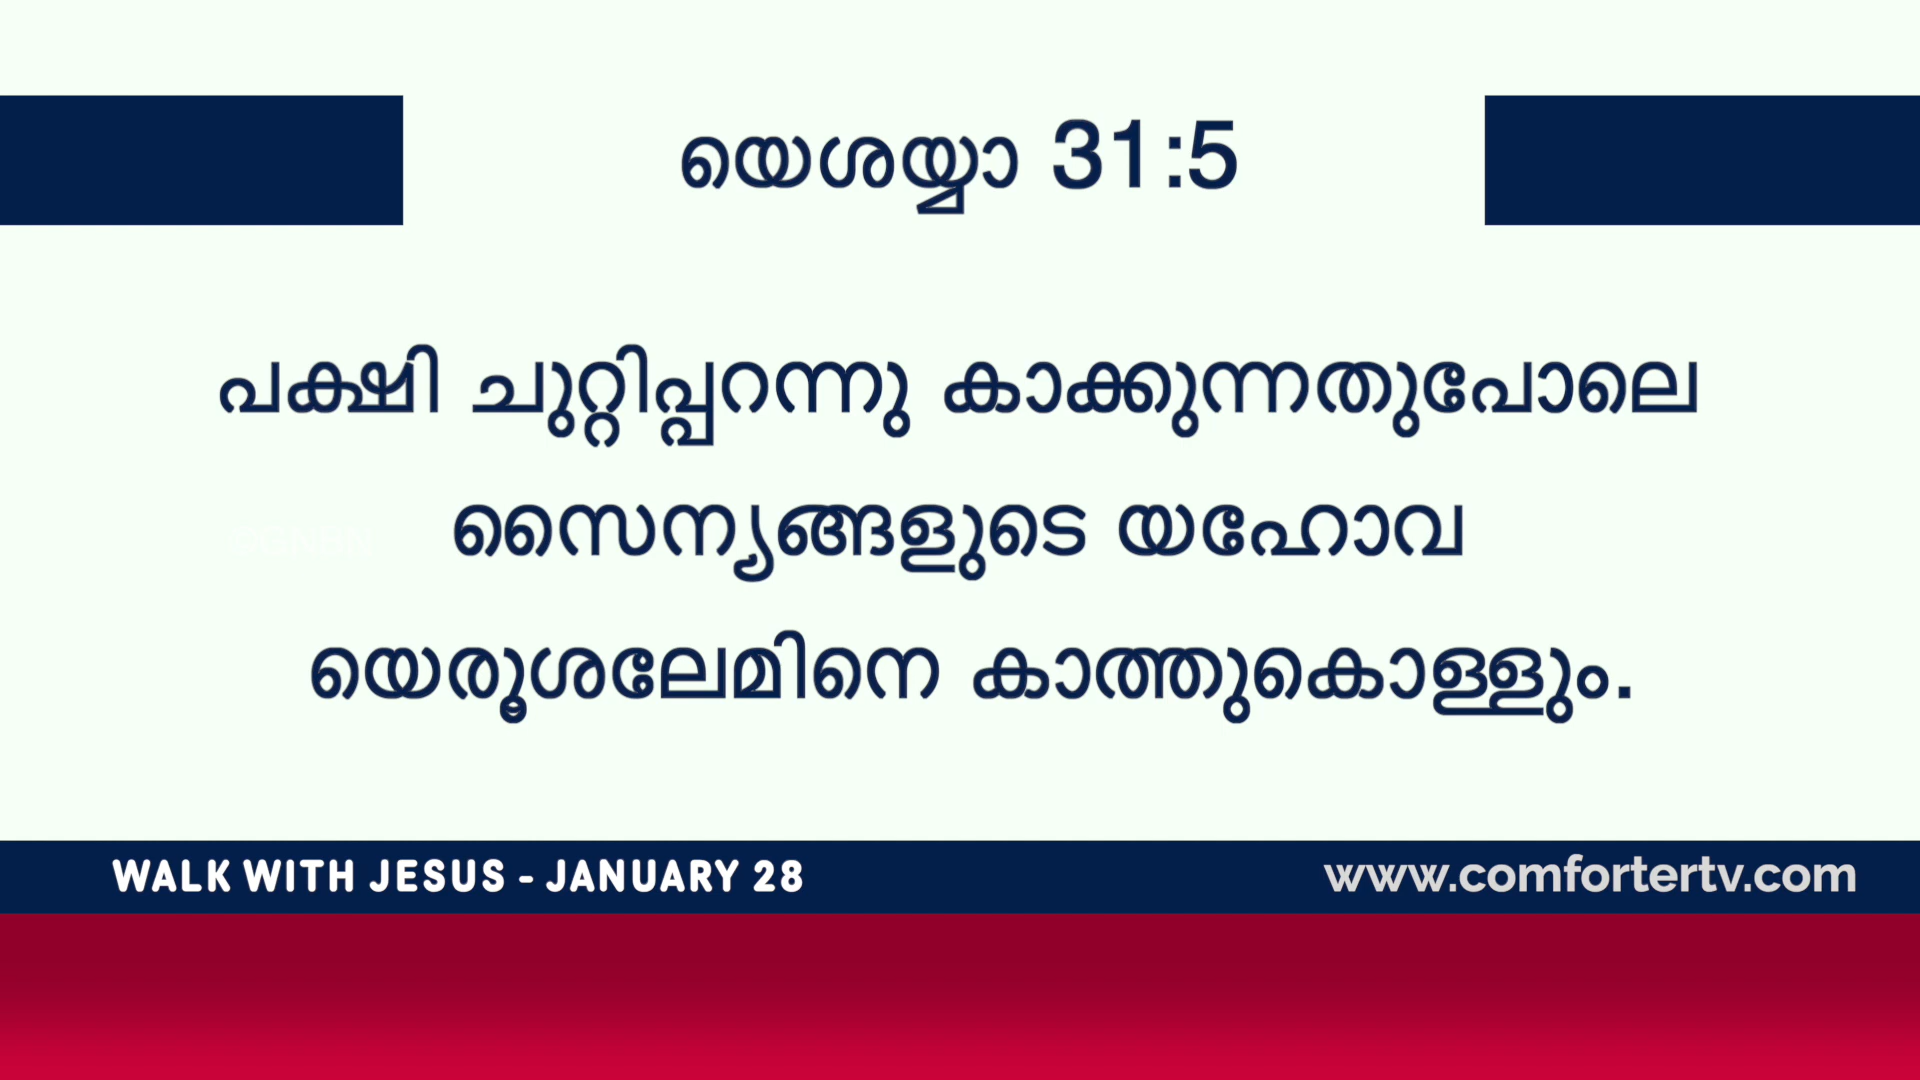 യെശയ്യാ 31:5
പക്ഷി ചുറ്റിപ്പറന്നു കാക്കുന്നതുപോലെ
സൈന്യങ്ങളുടെ യഹോവ
യെരൂശലേമിനെ കാത്തുകൊള്ളും.
WALK WITH JESUS - JANUARY 28
www.comfortertv.com